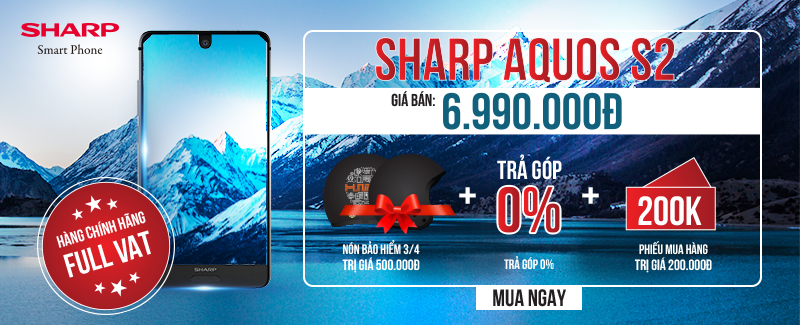 SHARP
Smart Phone
SHARP
HÀNG CHÍNH HÃNG
FULL VAT
SHARP AQUOS S2
GIÁ BÁN: 6.990.000Đ
+
TRẢ GÓP
0%
+
200K
NÓN BẢO HIỂM 3/4
TRỊ GIÁ 500.000Đ
TRẢ GÓP 0%
PHIẾU MUA HÀNG
TRỊ GIÁ 200.000Đ
MUA NGAY